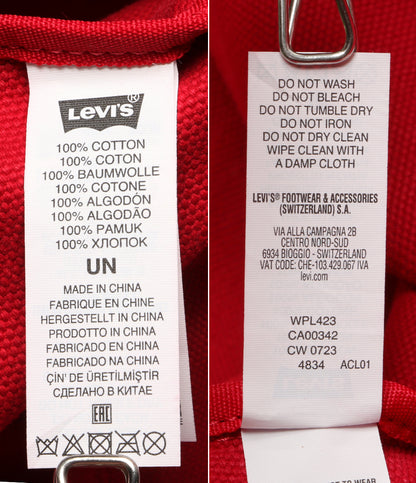 Levi's
100% COTTON
100% COTON
100% BAUMWOLLE
100% COTONE
100% ALGODÓN
100% ALGODÃO
100% PAMUK
100% ХЛОПОК
UN
MADE IN CHINA
FABRIQUE EN CHINE
HERGESTELLT IN CHINA
PRODOTTO IN CHINA
FABRICADO EN CHINA
FABRICADO NA CHINA
ÇİN' DE ÜRETİLMİŞTİR
СДЕЛАНО В КИТАЕ
EAC
DO NOT WASH
DO NOT BLEACH
DO NOT TUMBLE DRY
DO NOT IRON
DO NOT DRY CLEAN
WIPE CLEAN WITH
A DAMP CLOTH
LEVI'S® FOOTWEAR & ACCESSORIES
(SWITZERLAND) S.A.
VIA ALLA CAMPAGNA 2B
CENTRO NORD-SUD
6934 BIOGGIO - SWITZERLAND
VAT CODE: CHE-103.429.067 IVA
levi.com
WPL423
CA00342
CW 0723
4834 ACL01